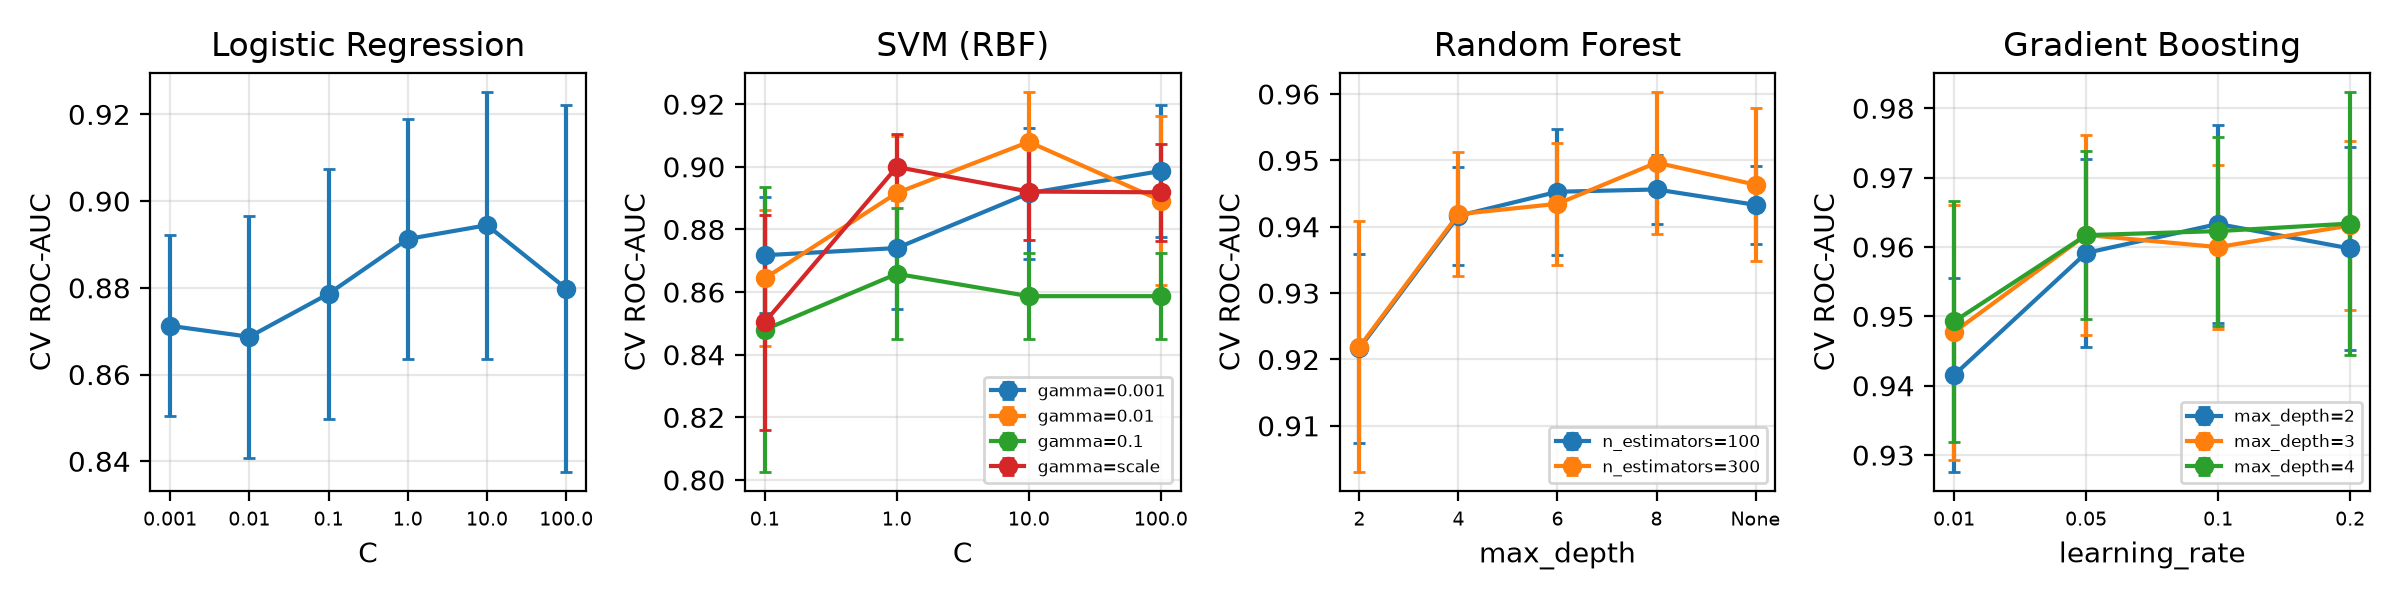 Logistic Regression
CV ROC-AUC
0.92
0.90
0.88
0.86
0.84
0.001 0.01 0.1 1.0 10.0 100.0
C
SVM (RBF)
CV ROC-AUC
0.92
0.90
0.88
0.86
0.84
0.82
0.80
gamma=0.001
gamma=0.01
gamma=0.1
gamma=scale
0.1 1.0 10.0 100.0
C
Random Forest
CV ROC-AUC
0.96
0.95
0.94
0.93
0.92
0.91
n_estimators=100
n_estimators=300
2 4 6 8 None
max_depth
Gradient Boosting
CV ROC-AUC
0.98
0.97
0.96
0.95
0.94
0.93
max_depth=2
max_depth=3
max_depth=4
0.01 0.05 0.1 0.2
learning_rate